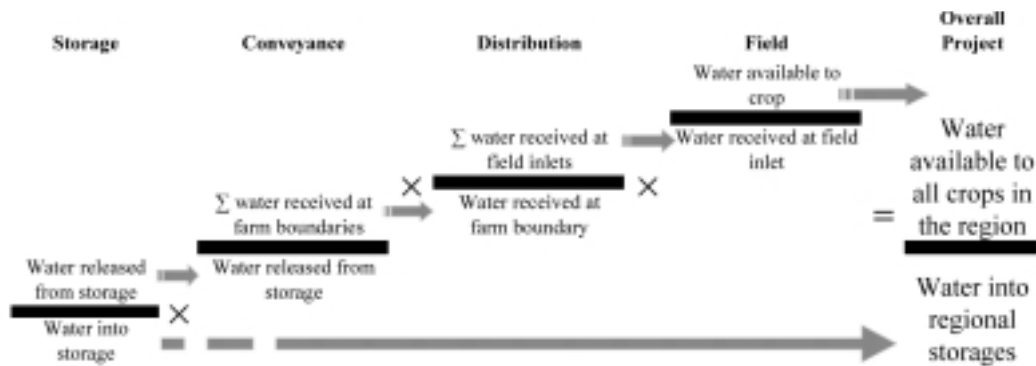 Storage
Conveyance
Distribution
Field
Overall
Project
Water available to
crop
Water received at field
inlet
∑ water received at
field inlets
Water received at
farm boundary
×
×
∑ water received at
farm boundaries
Water released from
storage
Water released
from storage
Water into
storage
×
=
Water
available to
all crops in
the region
Water into
regional
storages